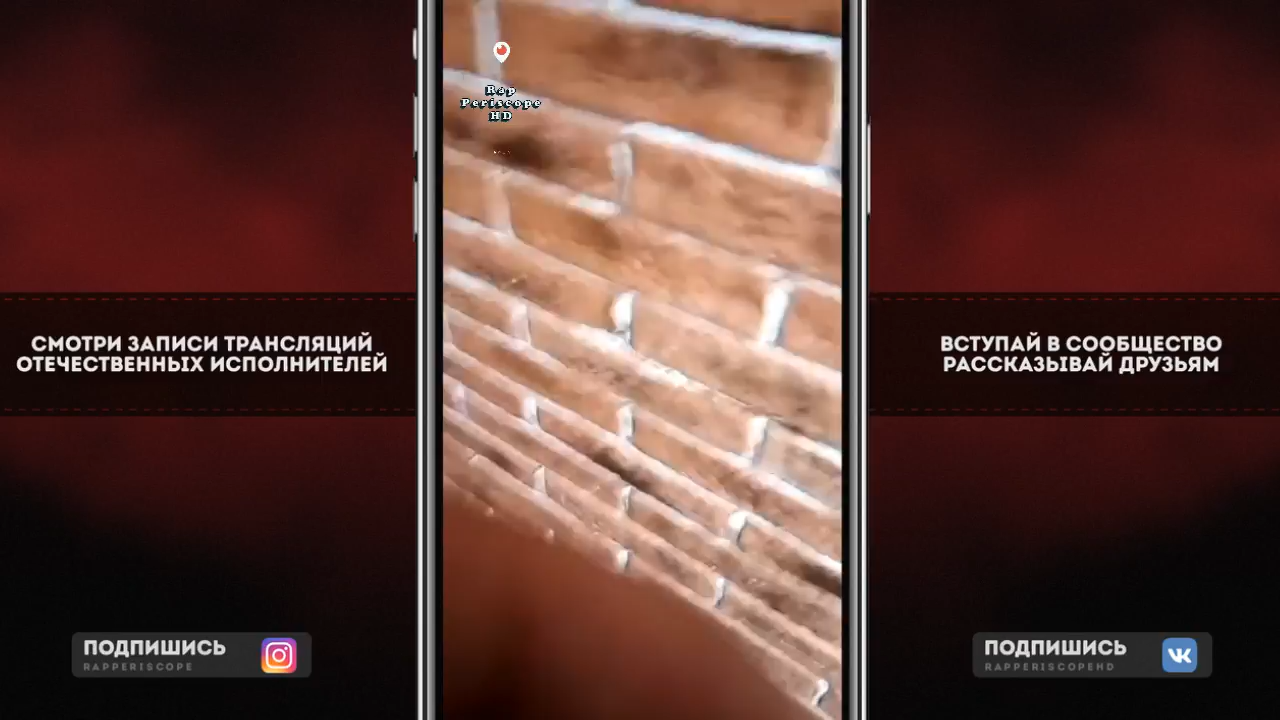 Rap
Periscope
HD
СМОТРИ ЗАПИСИ ТРАНСЛЯЦИЙ
ОТЕЧЕСТВЕННЫХ ИСПОЛНИТЕЛЕЙ
ВСТУПАЙ В СООБЩЕСТВО
РАССКАЗЫВАЙ ДРУЗЬЯМ
ПОДПИШИСЬ
RAPPERISCOPE
ПОДПИШИСЬ
RAPPERISCOPEHD